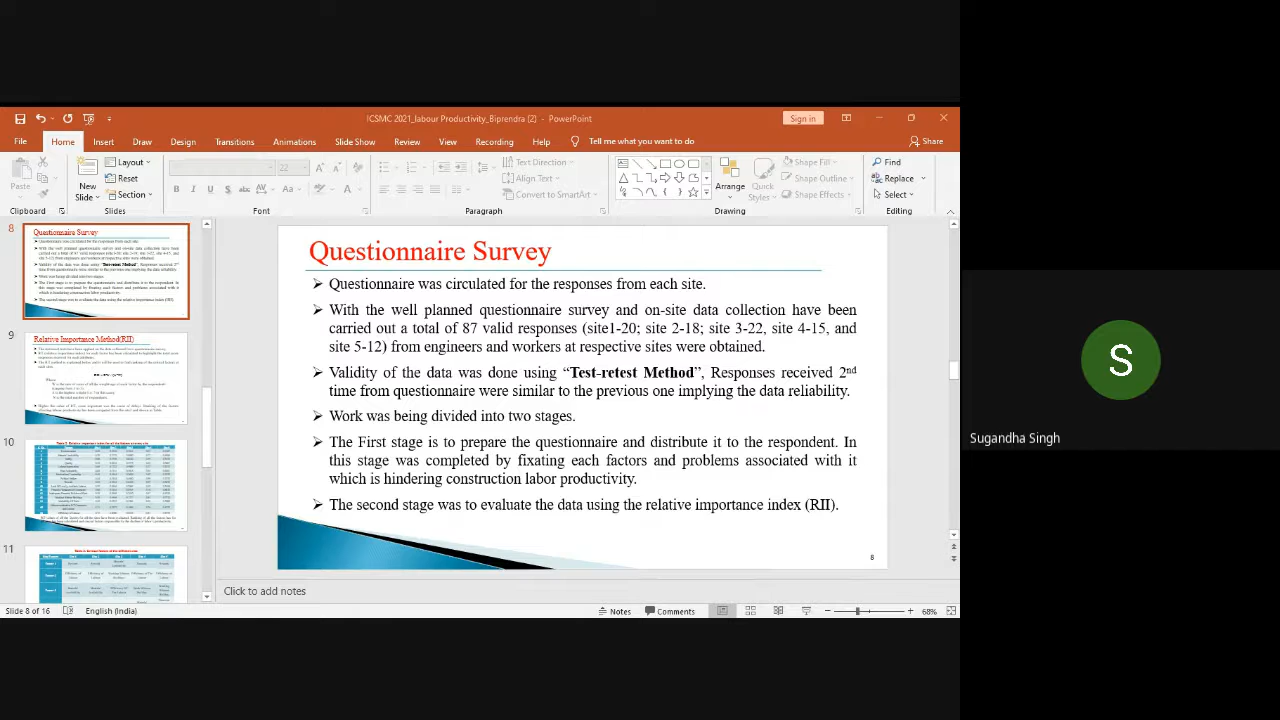 ICSMC 2021_labour Productivity_Biprendra (2) - PowerPoint
Sign in
File Home Insert Draw Design Transitions Animations Slide Show Review View Recording Help Tell me what you want to do
Share
Paste
New
Slide
Layout
Reset
Section
22
Text Direction
Align Text
Convert to SmartArt
Arrange
Quick
Styles
Shape Fill
Shape Outline
Shape Effects
Find
Replace
Select
Clipboard Slides Font Paragraph Drawing Editing
8
Questionnaire Survey
9
Relative Importance Method(RII)
10
11
Questionnaire Survey
Questionnaire was circulated for the responses from each site.
With the well planned questionnaire survey and on-site data collection have been
carried out a total of 87 valid responses (site1-20; site 2-18; site 3-22, site 4-15, and
site 5-12) from engineers and workers at respective sites were obtained.
Validity of the data was done using "Test-retest Method", Responses received 2nd
time from questionnaire were similar to the previous one implying the data reliability.
Work was being divided into two stages.
The First stage is to prepare the questionnaire and distribute it to the respondent. In
this stage was completed by framing each factors and problems associated with it
which is hindering construction labor productivity.
The second stage was to evaluate the data using the relative importance index (RII).
8
Click to add notes
Slide 8 of 16 English (India) Notes Comments 68%
S
Sugandha Singh